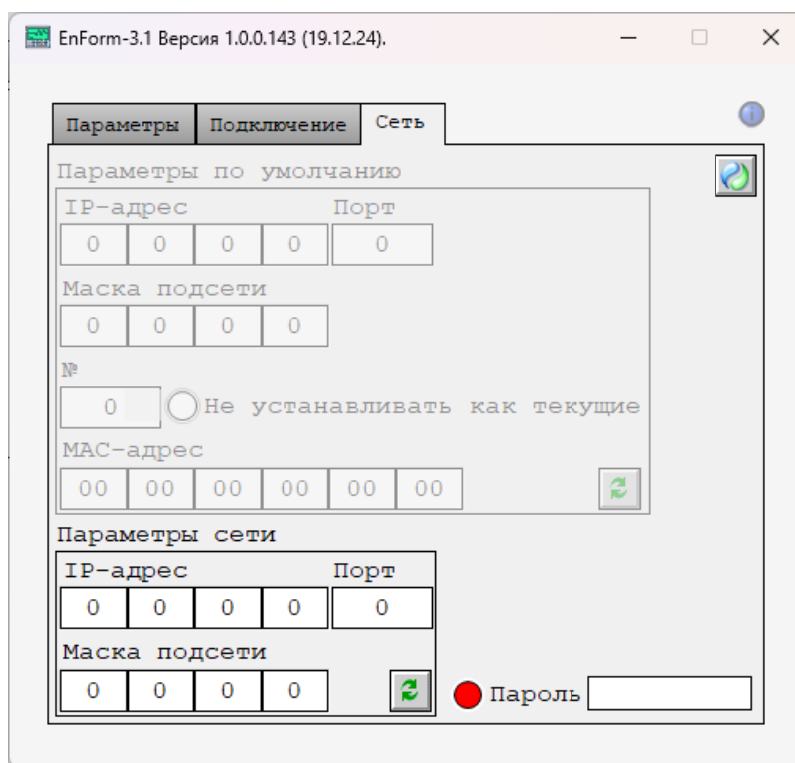 EnForm-3.1 Версия 1.0.0.143 (19.12.24).
Параметры Подключение Сеть
Параметры по умолчанию
IP-адрес Порт
0 0 0 0 0
Маска подсети
0 0 0 0
№
0 Не устанавливать как текущие
MAC-адрес
00 00 00 00 00 00
Параметры сети
IP-адрес Порт
0 0 0 0 0
Маска подсети
0 0 0 0
Пароль